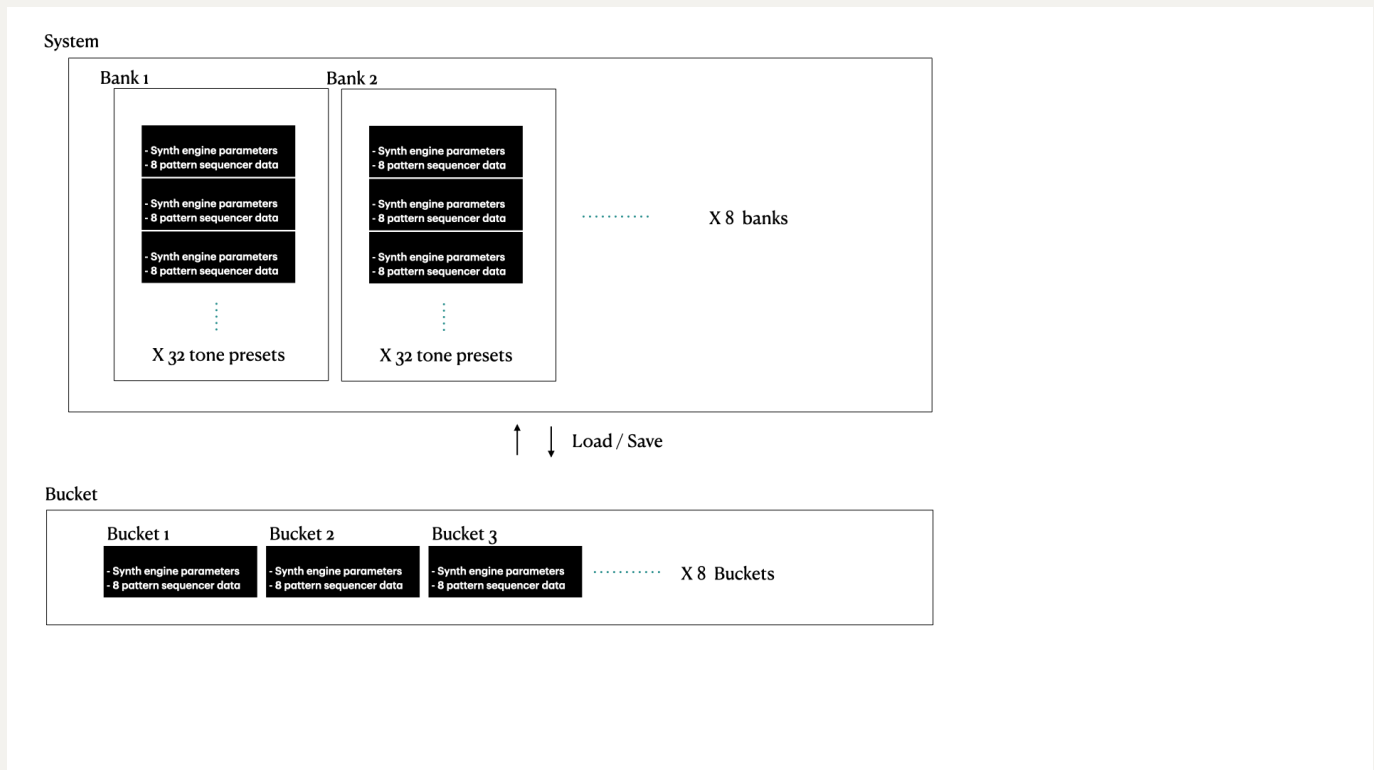 System
Bank 1
Bank 2
- Synth engine parameters
- 8 pattern sequencer data
- Synth engine parameters
- 8 pattern sequencer data
- Synth engine parameters
- 8 pattern sequencer data
X 32 tone presets
- Synth engine parameters
- 8 pattern sequencer data
- Synth engine parameters
- 8 pattern sequencer data
- Synth engine parameters
- 8 pattern sequencer data
X 32 tone presets
X 8 banks
Load / Save
Bucket
Bucket 1
- Synth engine parameters
- 8 pattern sequencer data
Bucket 2
- Synth engine parameters
- 8 pattern sequencer data
Bucket 3
- Synth engine parameters
- 8 pattern sequencer data
X 8 Buckets